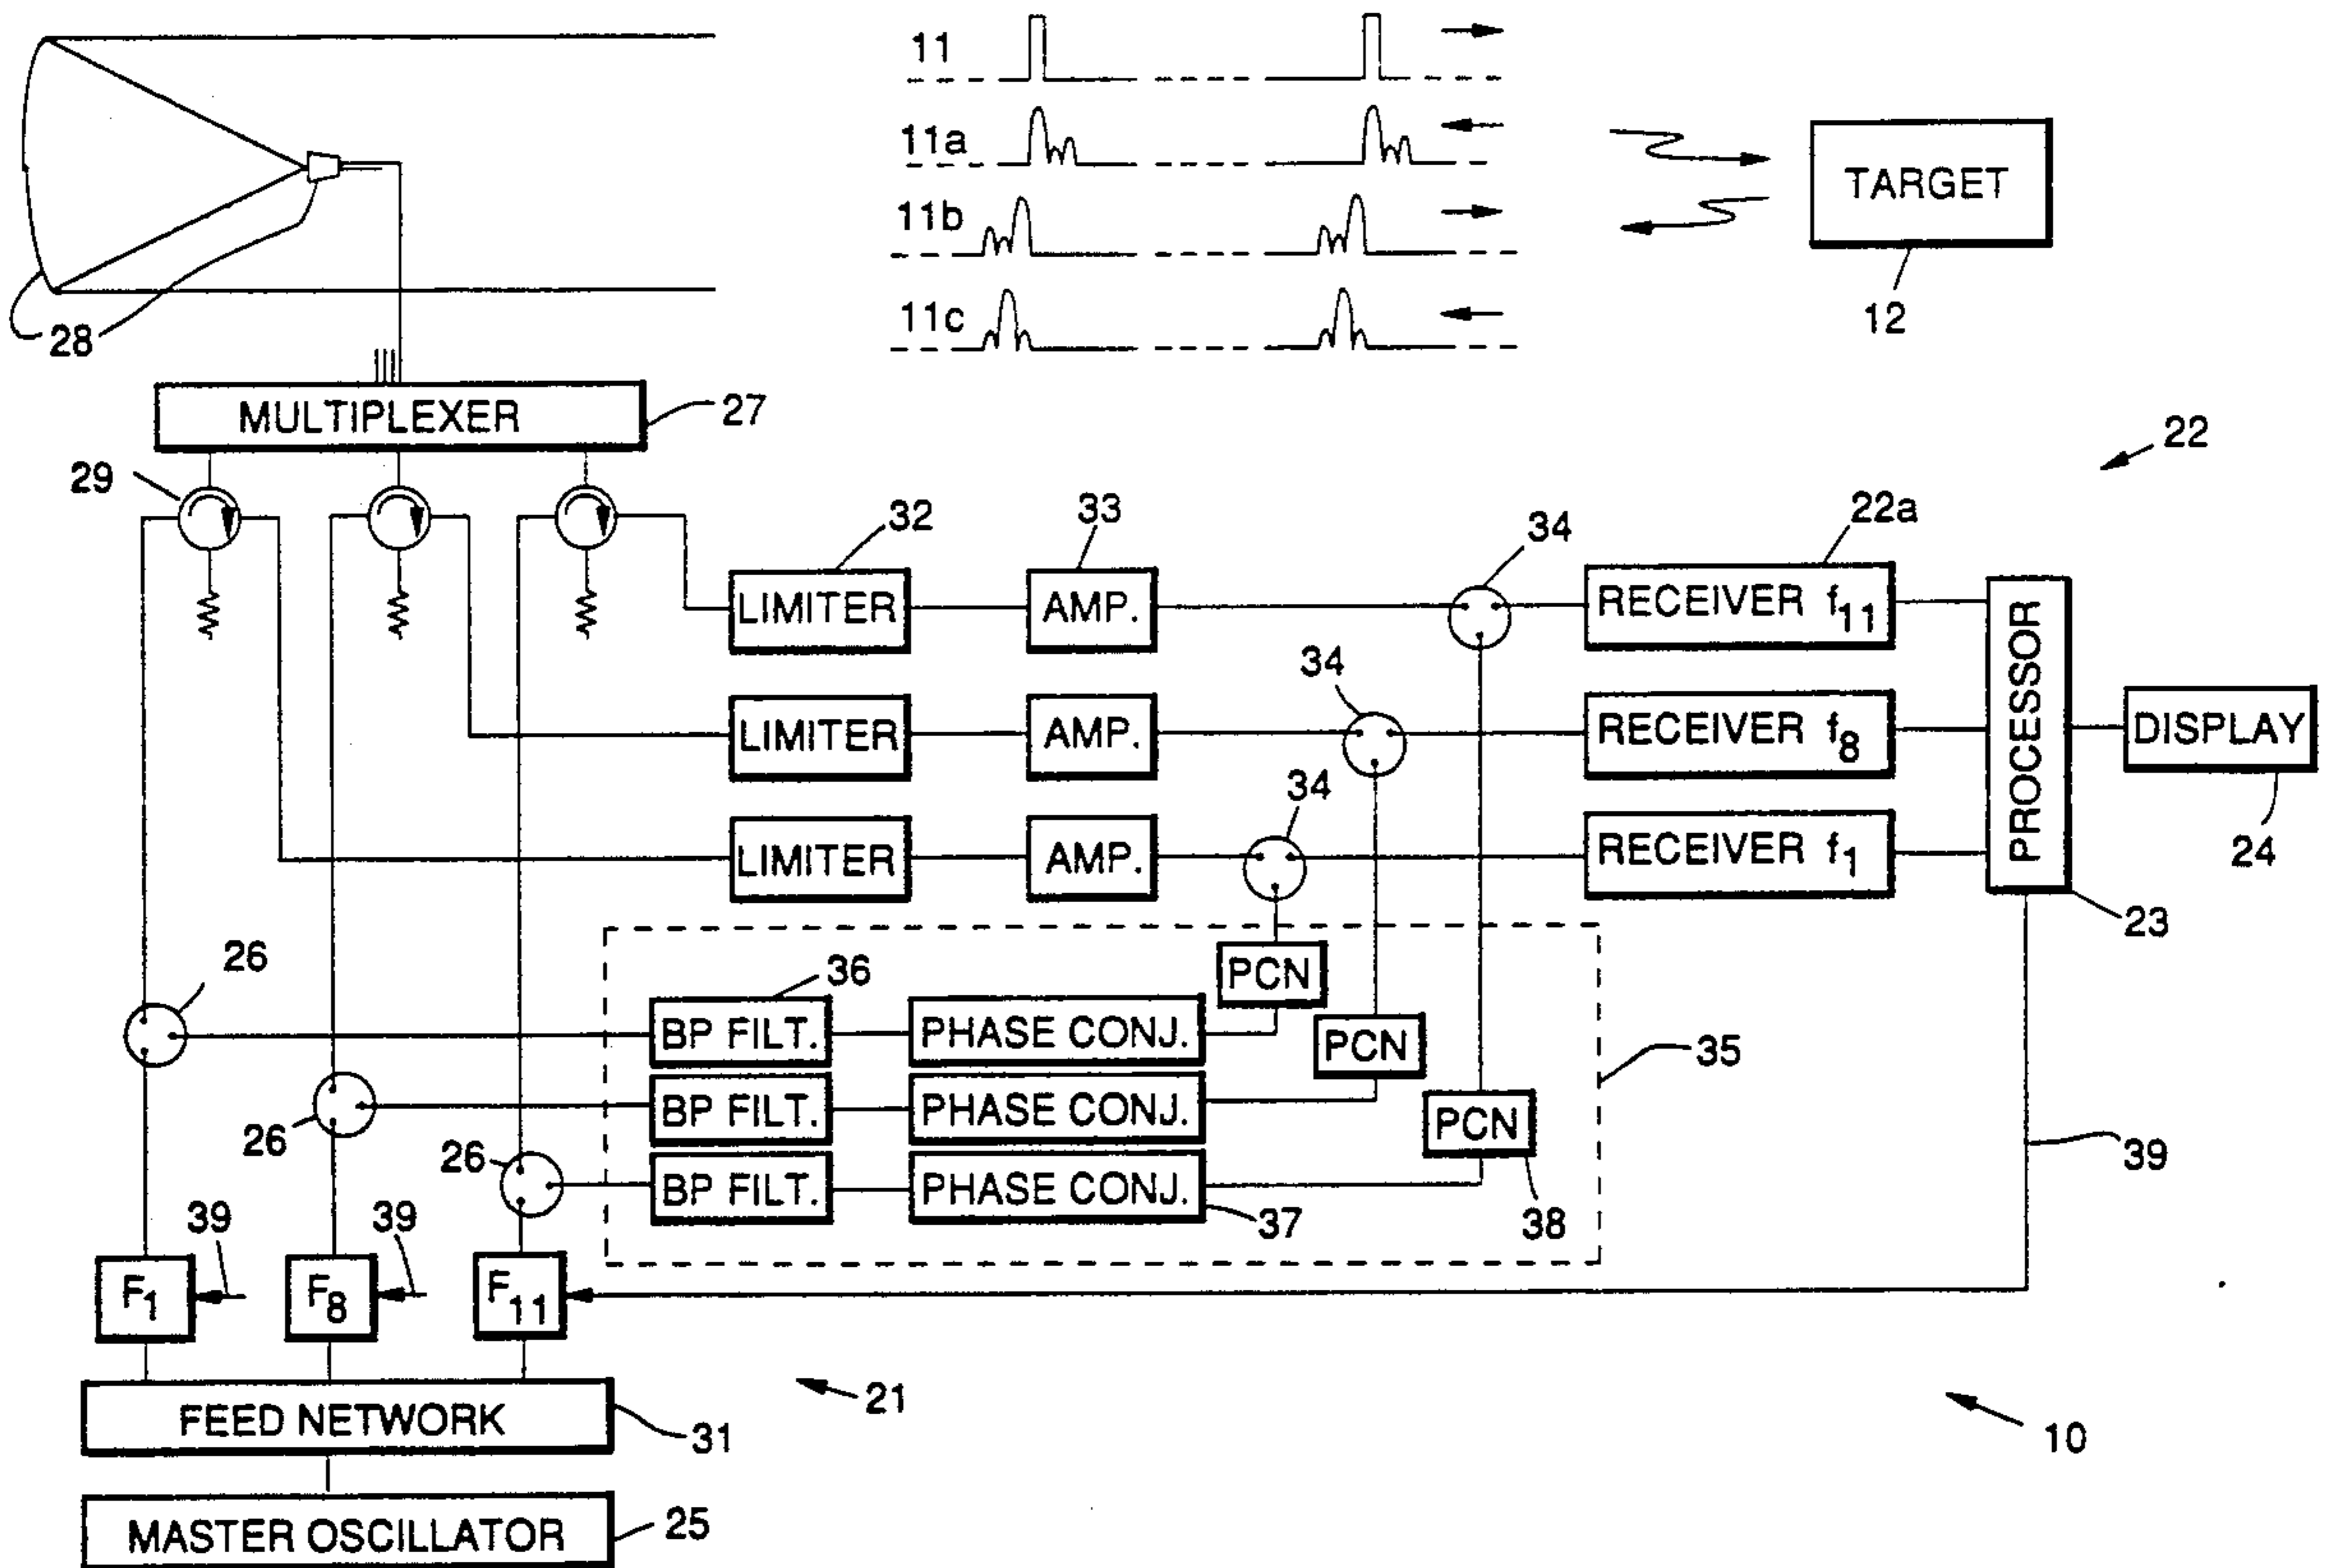 11
11a
TARGET
11b
11c
12
28
MULTIPLEXER
27
22
29
32
33
34
22a
LIMITER
AMP.
RECEIVER f11
34
LIMITER
AMP.
RECEIVER f8
PROCESSOR
DISPLAY
34
LIMITER
AMP.
RECEIVER f1
24
23
26
36
PCN
BP FILT.
PHASE CONJ.
PCN
35
26
BP FILT.
PHASE CONJ.
PCN
26
BP FILT.
PHASE CONJ.
39
39
39
37
38
F1
F8
F11
21
FEED NETWORK
31
10
MASTER OSCILLATOR
25